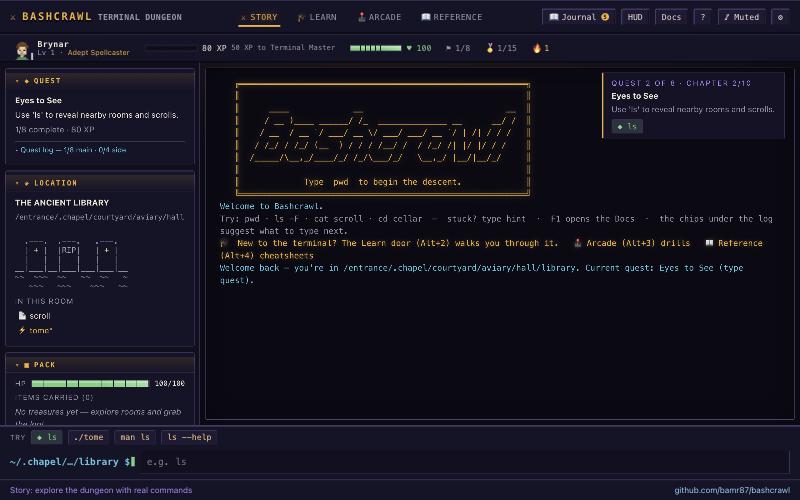 BASHCRAWL TERMINAL DUNGEON
STORY LEARN ARCADE REFERENCE
Journal 5 HUD Docs ? Muted
Brynar
Lv 1 · Adept Spellcaster
80 XP 50 XP to Terminal Master 100 1/8 1/15 1
QUEST
Eyes to See
Use 'ls' to reveal nearby rooms and scrolls.
1/8 complete · 80 XP
Quest log — 1/8 main · 0/4 side
LOCATION
THE ANCIENT LIBRARY
/entrance/.chapel/courtyard/aviary/hall
RIP
IN THIS ROOM
scroll
tome*
PACK
HP 100/100
ITEMS CARRIED (0)
No treasures yet — explore rooms and grab
the loot
bashcrawl
Type pwd to begin the descent.
QUEST 2 OF 8 · CHAPTER 2/10
Eyes to See
Use 'ls' to reveal nearby rooms and scrolls.
ls
Welcome to Bashcrawl.
Try: pwd · ls -F · cat scroll · cd cellar — stuck? type hint · F1 opens the Docs · the chips under the log
suggest what to type next.
New to the terminal? The Learn door (Alt+2) walks you through it. Arcade (Alt+3) drills Reference
(Alt+4) cheatsheets
Welcome back — you're in /entrance/.chapel/courtyard/aviary/hall/library. Current quest: Eyes to See (type
quest).
TRY ls ./tome man ls ls --help
~/.chapel/…/library $ e.g. ls
Story: explore the dungeon with real commands
github.com/bamr87/bashcrawl